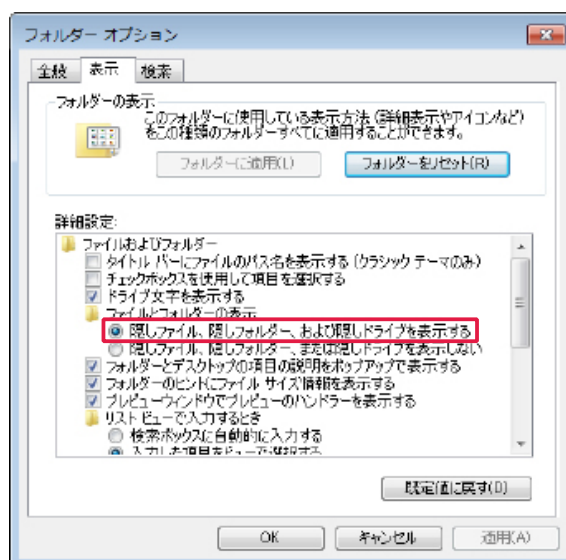 フォルダー オプション
全般 表示 検索
フォルダーの表示
このフォルダーに使用している表示方法 (詳細表示やアイコンなど)
をこの種類のフォルダーすべてに適用することができます。
フォルダーに適用(L) フォルダーをリセット(R)
詳細設定:
ファイルおよびフォルダー
タイトル バーにファイルのパス名を表示する (クラシック テーマのみ)
チェックボックスを使用して項目を選択する
ドライブ文字を表示する
ファイルとフォルダーの表示
隠しファイル、隠しフォルダー、および隠しドライブを表示する
隠しファイル、隠しフォルダー、または隠しドライブを表示しない
フォルダーとデスクトップの項目の説明をポップアップで表示する
フォルダーのヒントにファイル サイズ情報を表示する
プレビュー ウィンドウでプレビューのハンドラーを表示する
リスト ビューで入力するとき
検索ボックスに自動的に入力する
入力した項目をビューで選択する
既定値に戻す(D)
OK キャンセル 適用(A)